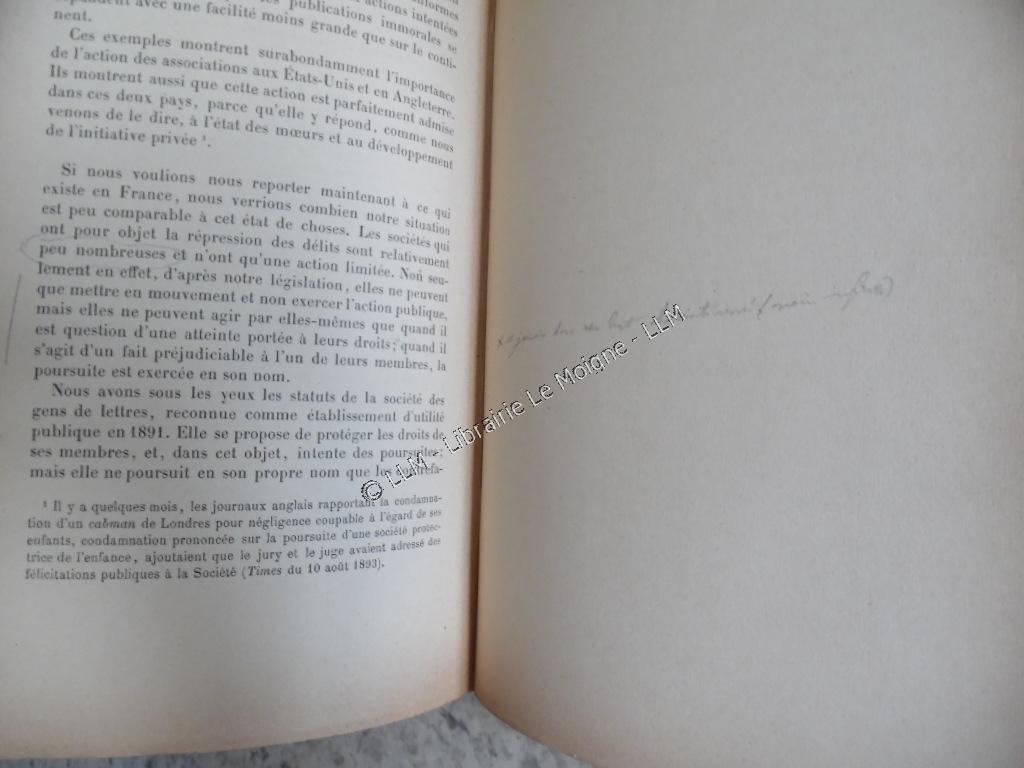 actions intentées
publications immorales se
avec une facilité moins grande que sur le conti-
nent.
Ces exemples montrent surabondamment l'importance
de l'action des associations aux États-Unis et en Angleterre.
Ils montrent aussi que cette action est parfaitement admise
dans ces deux pays, parce qu'elle y répond, comme nous
venons de le dire, à l'état des mœurs et au développement
de l'initiative privée ¹.
Si nous voulions nous reporter maintenant à ce qui
existe en France, nous verrions combien notre situation
est peu comparable à cet état de choses. Les sociétés qui
ont pour objet la répression des délits sont relativement
peu nombreuses et n'ont qu'une action limitée. Non seu-
lement en effet, d'après notre législation, elles ne peuvent
que mettre en mouvement et non exercer l'action publique,
mais elles ne peuvent agir par elles-mêmes que quand il
est question d'une atteinte portée à leurs droits; quand il
s'agit d'un fait préjudiciable à l'un de leurs membres, la
poursuite est exercée en son nom.
Nous avons sous les yeux les statuts de la société des
gens de lettres, reconnue comme établissement d'utilité
publique en 1891. Elle se propose de protéger les droits de
ses membres, et, dans cet objet, intente des poursuites;
mais elle ne poursuit en son propre nom que les contrefa-
¹ Il y a quelques mois, les journaux anglais rapportant la condamna-
tion d'un cabman de Londres pour négligence coupable à l'égard de ses
enfants, condamnation prononcée sur la poursuite d'une société protec-
trice de l'enfance, ajoutaient que le jury et le juge avaient adressé des
félicitations publiques à la Société (Times du 10 août 1893).
© LLM - Librairie Le Moigne - LLM